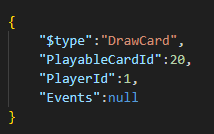 {
"$type":"DrawCard",
"PlayableCardId":20,
"PlayerId":1,
"Events":null
}